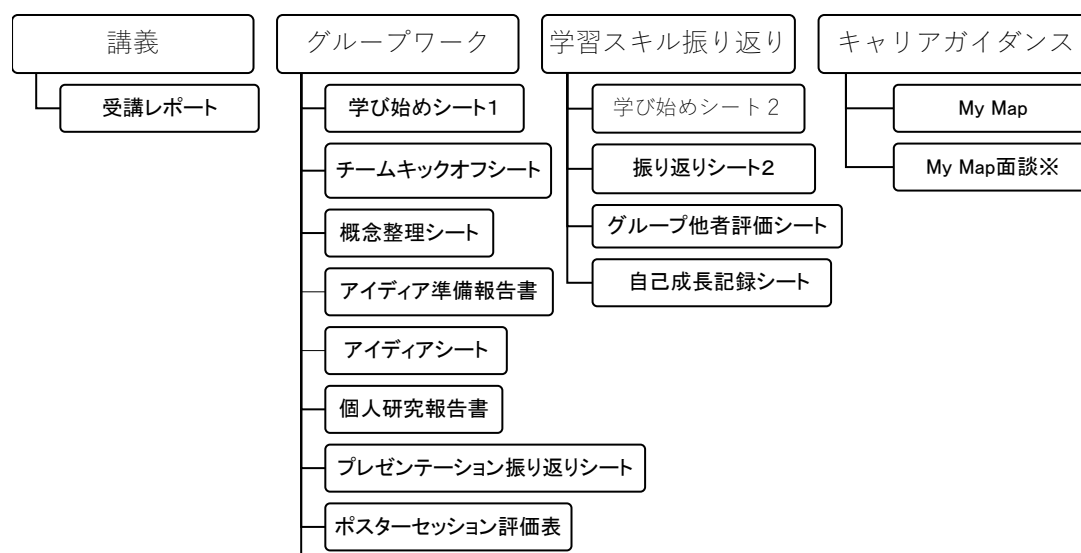 講義
受講レポート
グループワーク
学び始めシート1
チームキックオフシート
概念整理シート
アイディア準備報告書
アイディアシート
個人研究報告書
プレゼンテーション振り返りシート
ポスターセッション評価表
学習スキル振り返り
学び始めシート２
振り返りシート2
グループ他者評価シート
自己成長記録シート
キャリアガイダンス
My Map
My Map面談※